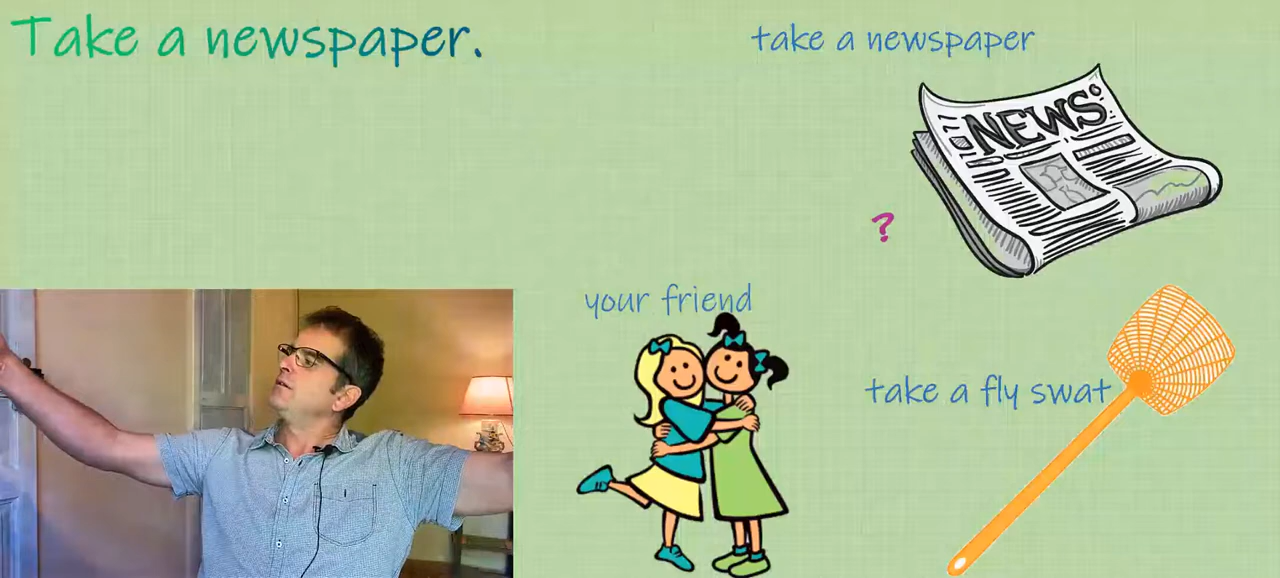 Take a newspaper.
take a newspaper
NEWS
?
your friend
take a fly swat